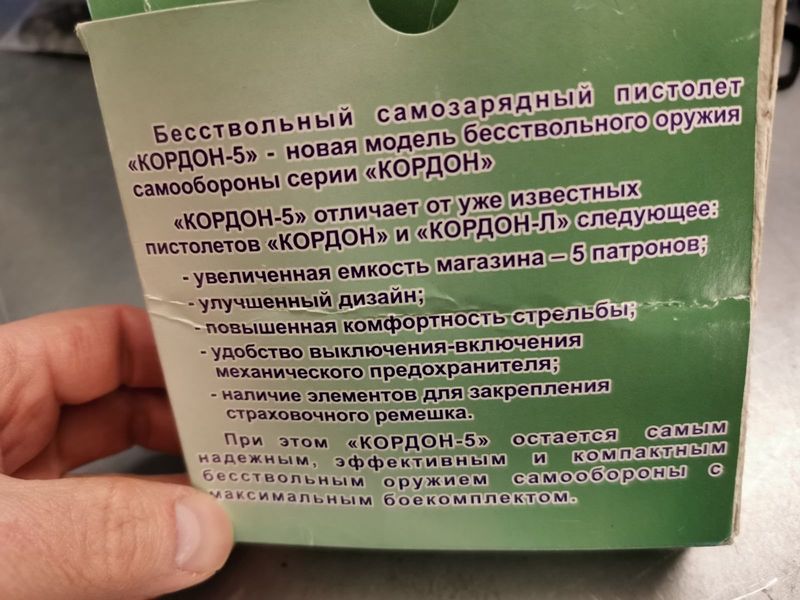 Бесствольный самозарядный пистолет
«КОРДОН-5» - новая модель бесствольного оружия
самообороны серии «КОРДОН»
«КОРДОН-5» отличает от уже известных
пистолетов «КОРДОН» и «КОРДОН-Л» следующее:
- увеличенная емкость магазина – 5 патронов;
- улучшенный дизайн;
- повышенная комфортность стрельбы;
- удобство выключения-включения
механического предохранителя;
- наличие элементов для закрепления
страховочного ремешка.
При этом «КОРДОН-5» остается самым
надежным, эффективным и компактным
бесствольным оружием самообороны с
максимальным боекомплектом.